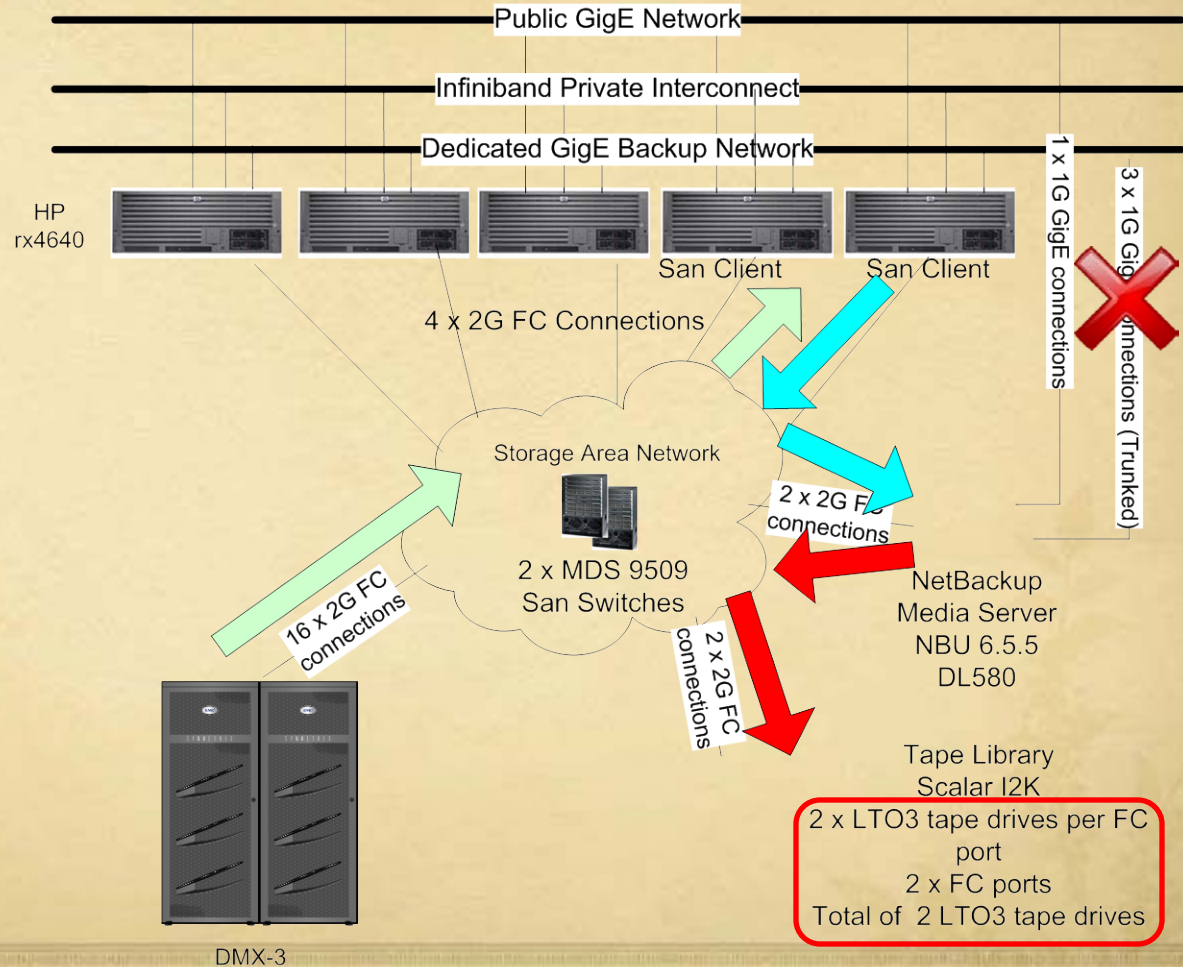 Public GigE Network
Infiniband Private Interconnect
Dedicated GigE Backup Network
HP
rx4640
San Client
San Client
1 x 1G GigE connections
3 x 1G Gig onnections (Trunked)
4 x 2G FC Connections
Storage Area Network
2 x MDS 9509
San Switches
2 x 2G FC
connections
16 x 2G FC
connections
2 x 2G FC
connections
NetBackup
Media Server
NBU 6.5.5
DL580
Tape Library
Scalar I2K
2 x LTO3 tape drives per FC
port
2 x FC ports
Total of 2 LTO3 tape drives
DMX-3